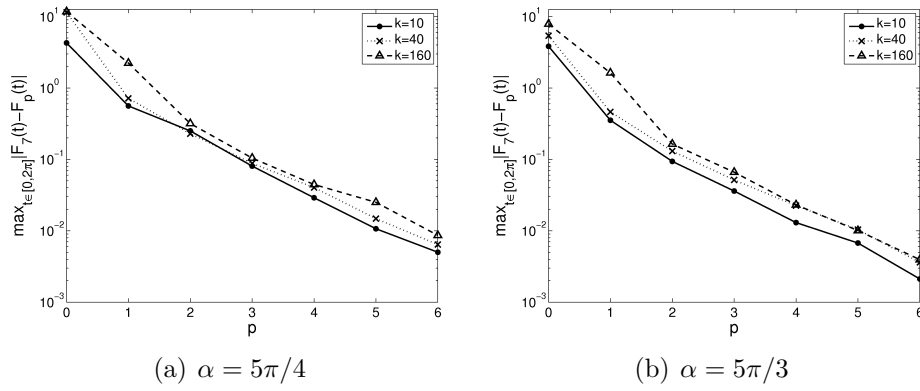 10^1
10^0
10^-1
10^-2
10^-3
max_{t∈[0,2π]}|F_7(t)−F_p(t)|
0 1 2 3 4 5 6
p
k=10
k=40
k=160
(a) α = 5π/4
10^1
10^0
10^-1
10^-2
10^-3
max_{t∈[0,2π]}|F_7(t)−F_p(t)|
0 1 2 3 4 5 6
p
k=10
k=40
k=160
(b) α = 5π/3